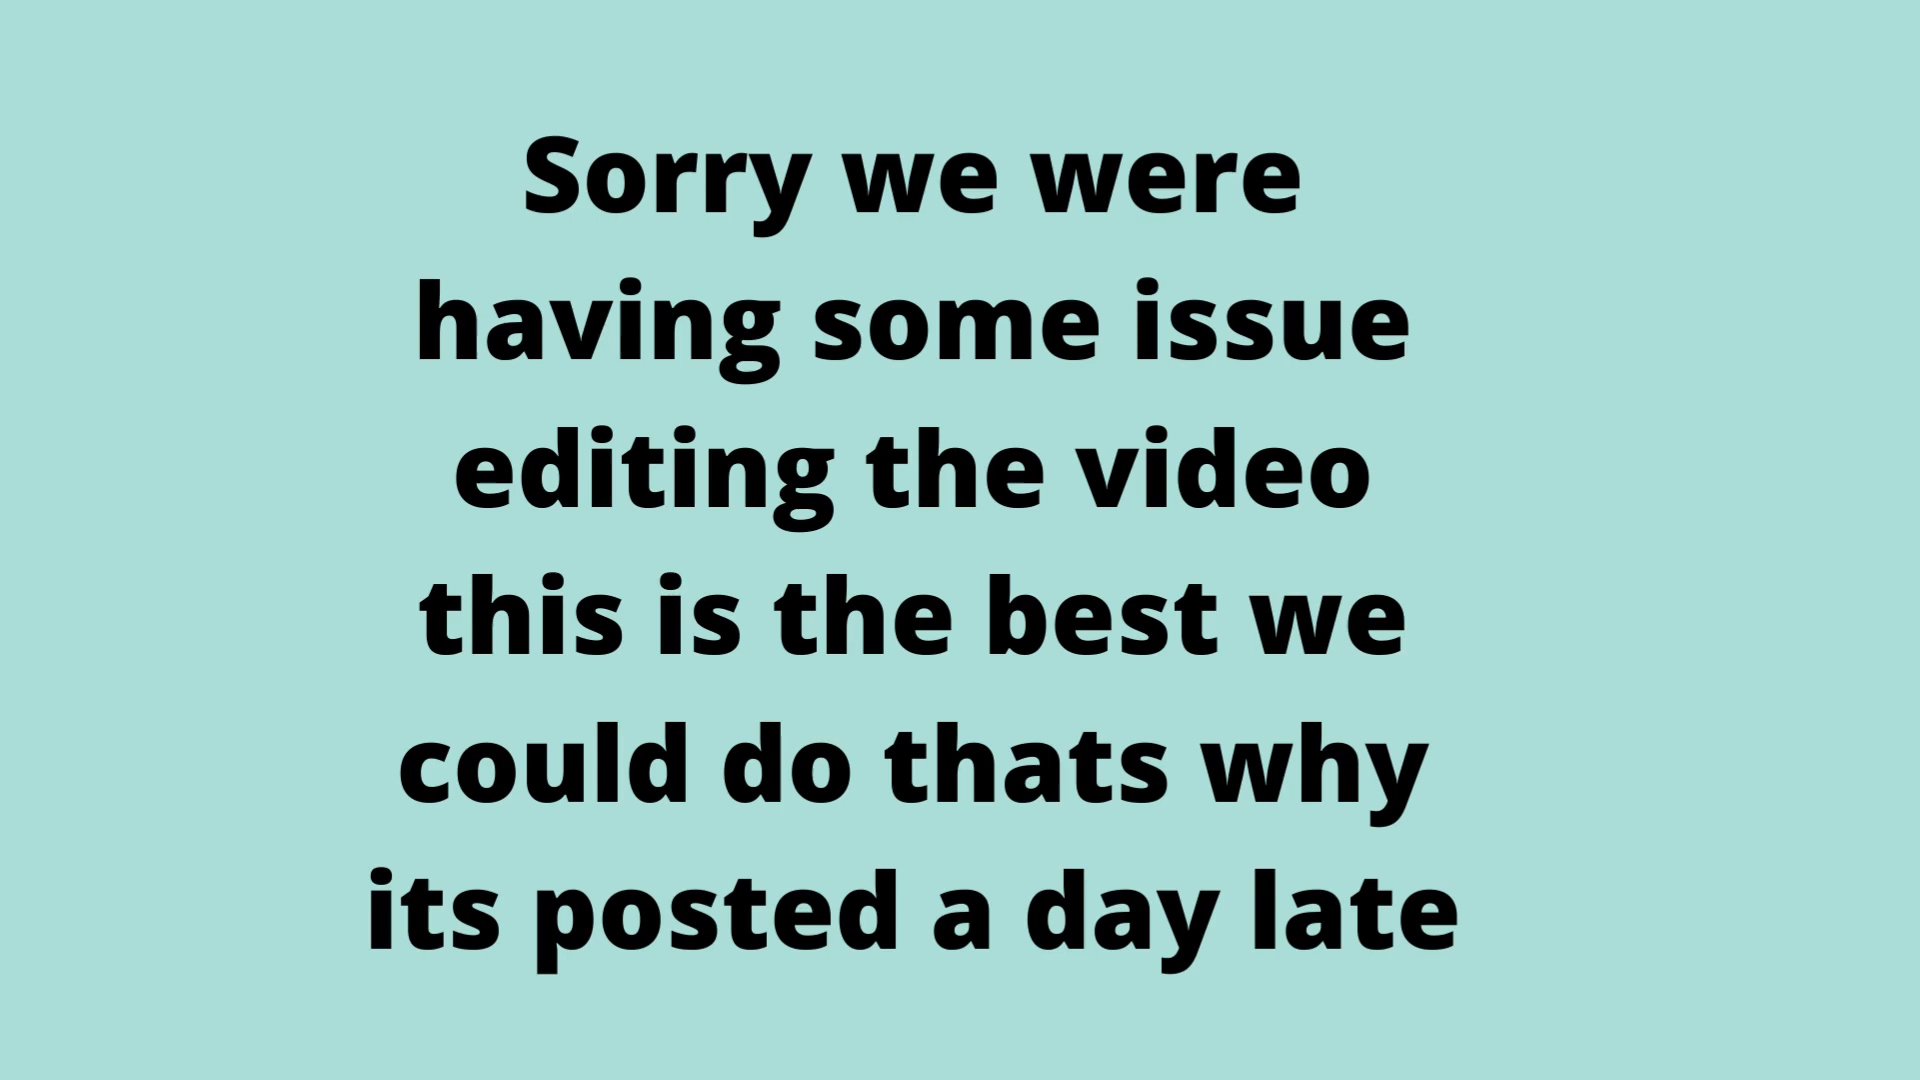 Sorry we were
having some issue
editing the video
this is the best we
could do thats why
its posted a day late